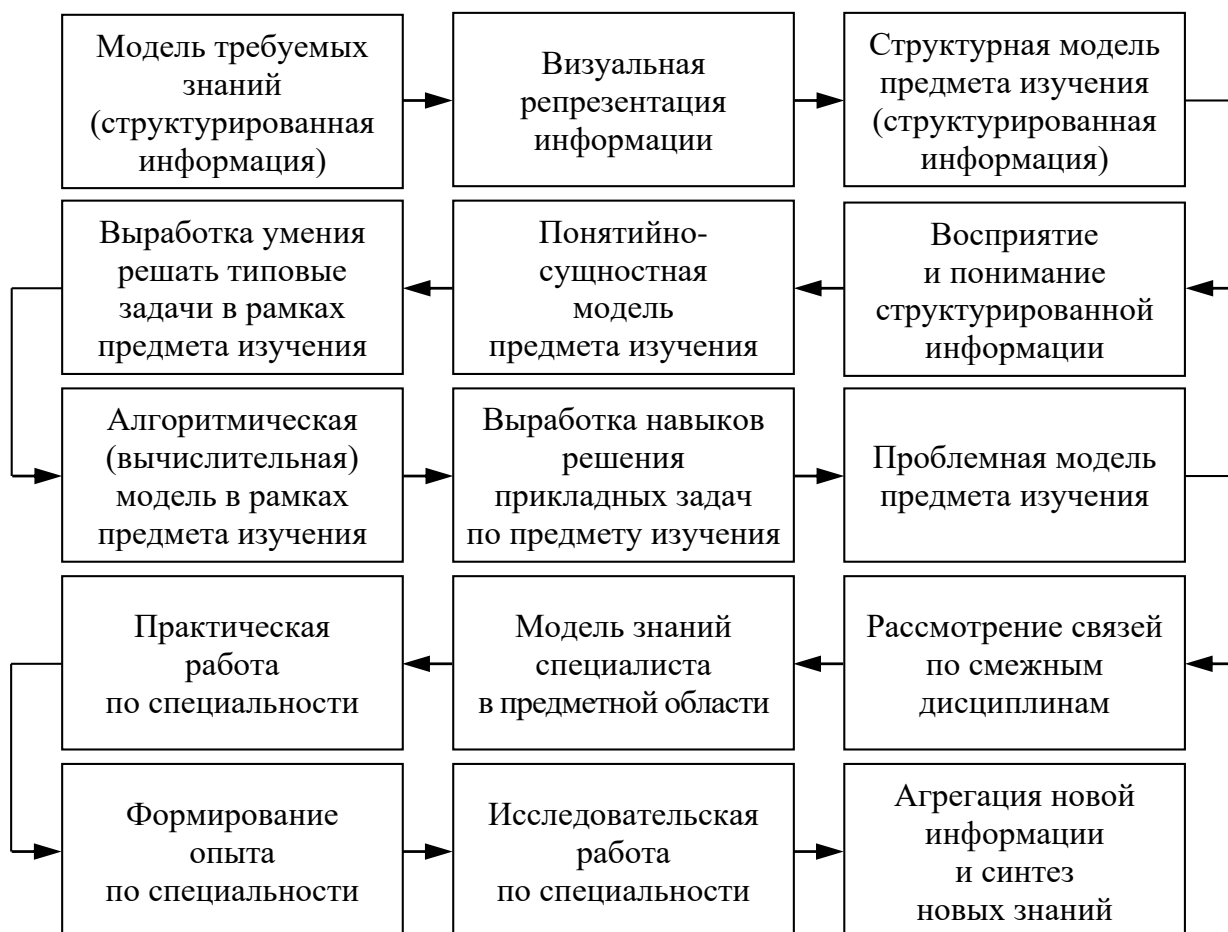 Модель требуемых
знаний
(структурированная
информация)
Визуальная
репрезентация
информации
Структурная модель
предмета изучения
(структурированная
информация)
Выработка умения
решать типовые
задачи в рамках
предмета изучения
Понятийно-
сущностная
модель
предмета изучения
Восприятие
и понимание
структурированной
информации
Алгоритмическая
(вычислительная)
модель в рамках
предмета изучения
Выработка навыков
решения
прикладных задач
по предмету изучения
Проблемная модель
предмета изучения
Практическая
работа
по специальности
Модель знаний
специалиста
в предметной области
Рассмотрение связей
по смежным
дисциплинам
Формирование
опыта
по специальности
Исследовательская
работа
по специальности
Агрегация новой
информации
и синтез
новых знаний